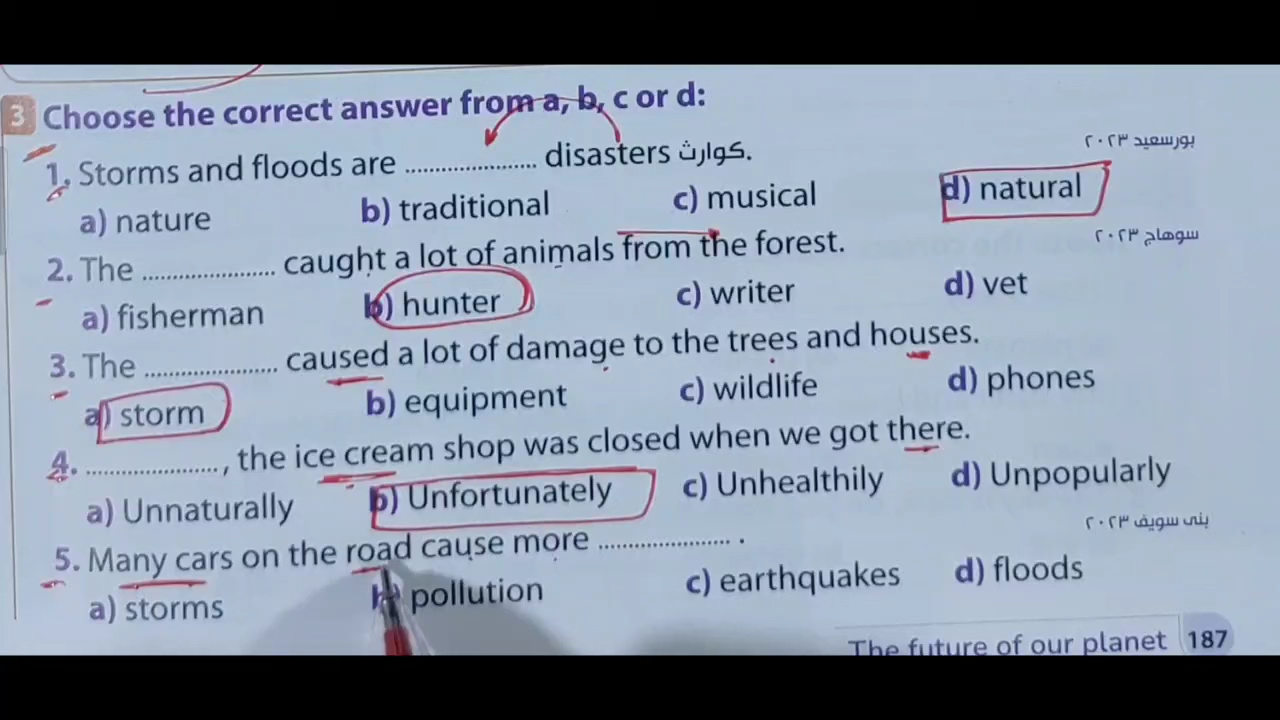 3 Choose the correct answer from a, b, c or d:
1. Storms and floods are ........................ disasters كوارث.
بورسعيد ٢٠٢٣
a) nature b) traditional c) musical d) natural
2. The ........................ caught a lot of animals from the forest.
سوهاج ٢٠٢٣
a) fisherman b) hunter c) writer d) vet
3. The ........................ caused a lot of damage to the trees and houses.
a) storm b) equipment c) wildlife d) phones
4. ........................, the ice cream shop was closed when we got there.
a) Unnaturally b) Unfortunately c) Unhealthily d) Unpopularly
بنى سويف ٢٠٢٣
5. Many cars on the road cause more ........................ .
a) storms b) pollution c) earthquakes d) floods
The future of our planet 187